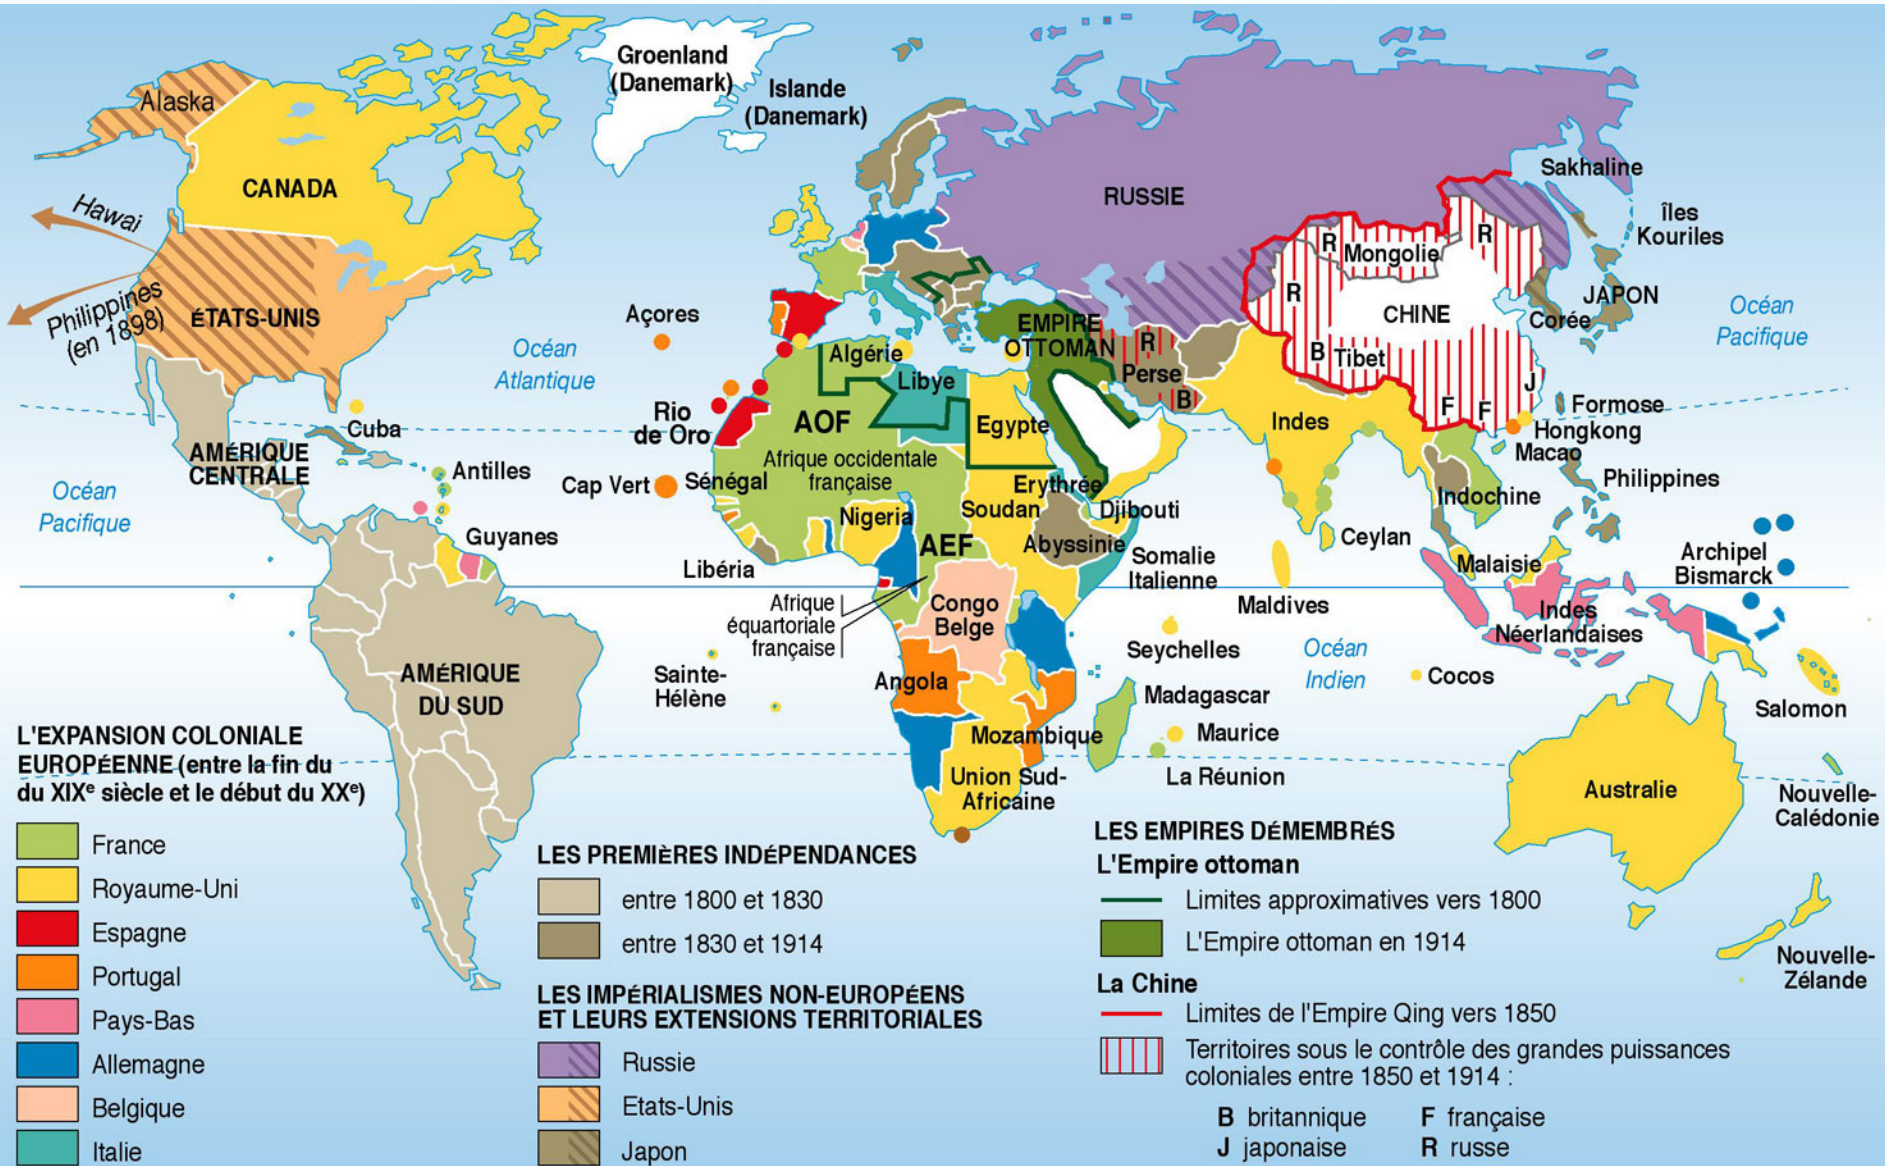 Groenland
(Danemark)
Islande
(Danemark)
Alaska
CANADA
RUSSIE
Sakhaline
îles
Kouriles
Hawai
Philippines
(en 1898)
ÉTATS-UNIS
Açores
Océan
Atlantique
Algérie
Libye
EMPIRE
OTTOMAN
R
Perse
B
R
Mongolie
R
R
CHINE
B
Tibet
J
F
F
JAPON
Corée
Océan
Pacifique
Rio
de Oro
AOF
Afrique occidentale
française
Egypte
Indes
Formose
Hongkong
Macao
Cuba
AMÉRIQUE
CENTRALE
Antilles
Cap Vert
Sénégal
Erythrée
Soudan
Djibouti
Indochine
Philippines
Océan
Pacifique
Guyanes
Nigeria
AEF
Abyssinie
Somalie
Italienne
Ceylan
Malaisie
Archipel
Bismarck
Libéria
Afrique
équartoriale
française
Congo
Belge
Maldives
Indes
Néerlandaises
Seychelles
Océan
Indien
Cocos
Salomon
AMÉRIQUE
DU SUD
Sainte-
Hélène
Angola
Madagascar
Mozambique
Maurice
La Réunion
Union Sud-
Africaine
Australie
Nouvelle-
Calédonie
Nouvelle-
Zélande
L'EXPANSION COLONIALE
EUROPÉENNE (entre la fin du
du XIXe siècle et le début du XXe)
France
Royaume-Uni
Espagne
Portugal
Pays-Bas
Allemagne
Belgique
Italie
LES PREMIÈRES INDÉPENDANCES
entre 1800 et 1830
entre 1830 et 1914
LES IMPÉRIALISMES NON-EUROPÉENS
ET LEURS EXTENSIONS TERRITORIALES
Russie
Etats-Unis
Japon
LES EMPIRES DÉMEMBRÉS
L'Empire ottoman
Limites approximatives vers 1800
L'Empire ottoman en 1914
La Chine
Limites de l'Empire Qing vers 1850
Territoires sous le contrôle des grandes puissances
coloniales entre 1850 et 1914 :
B britannique
F française
J japonaise
R russe